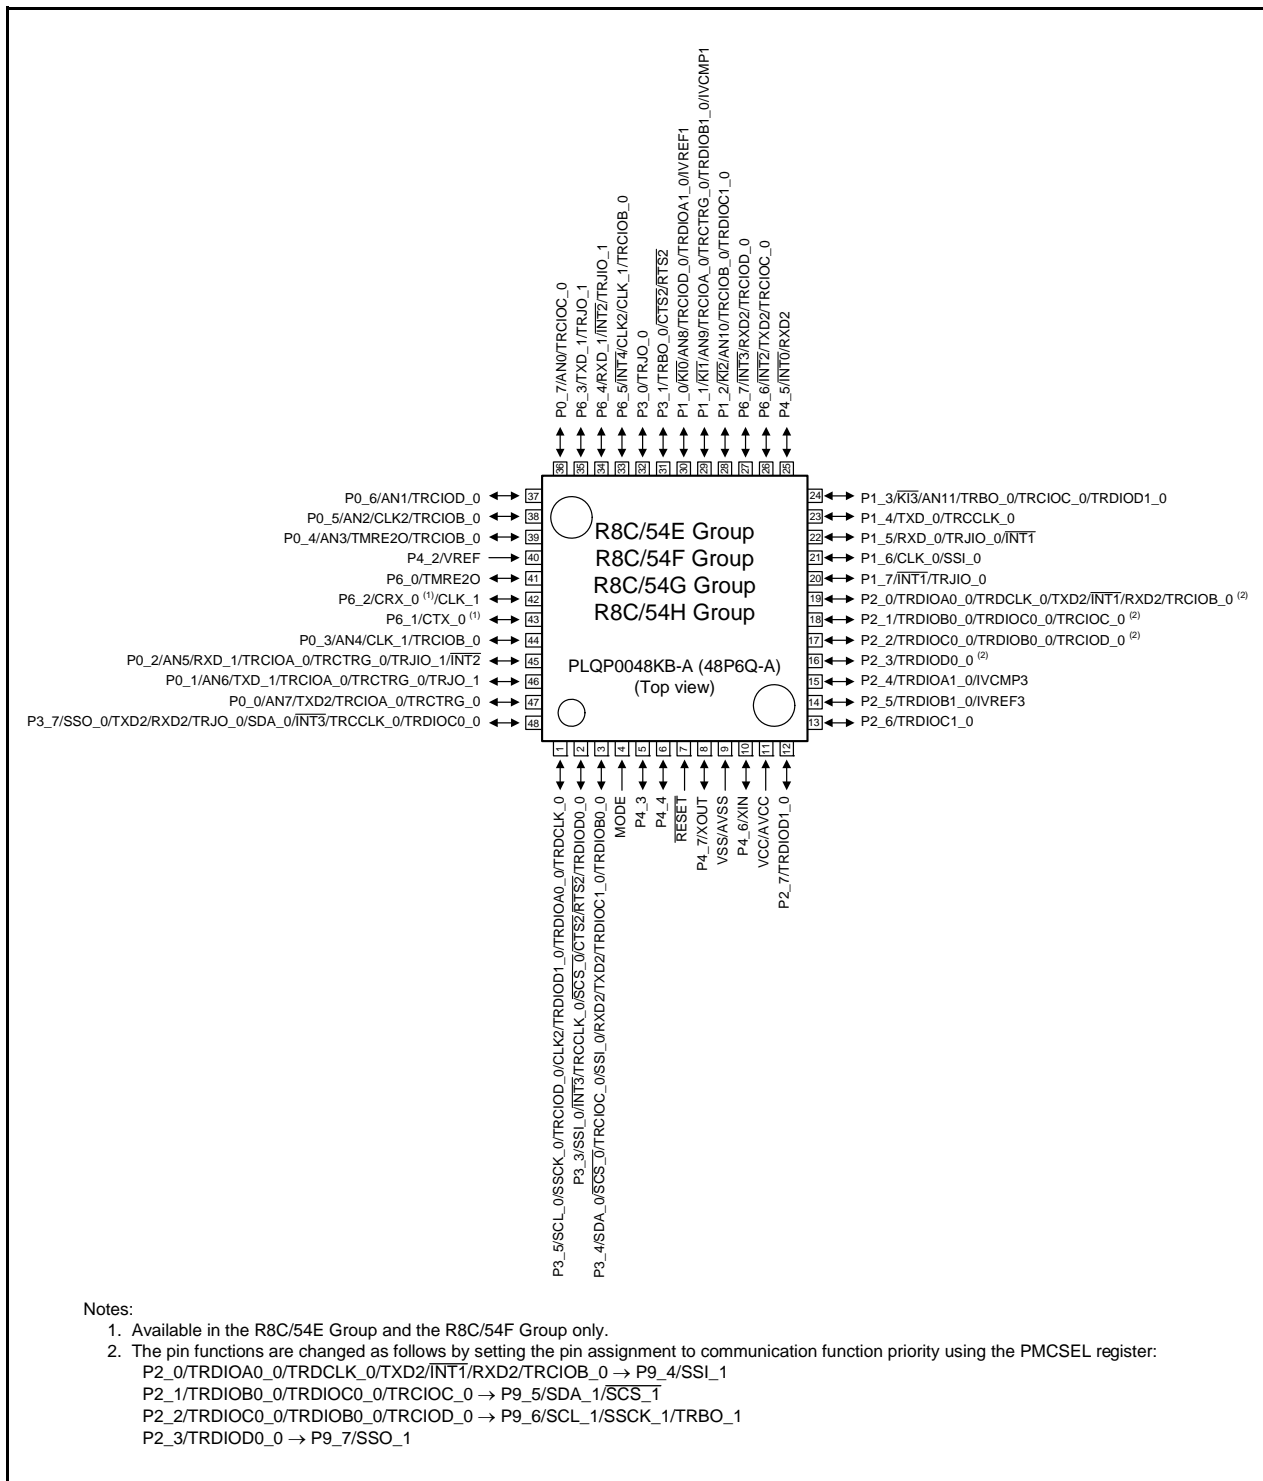 P0_7/AN0/TRCIOC_0
P6_3/TXD_1/TRJO_1
P6_4/RXD_1/INT2/TRJIO_1
P6_5/INT4/CLK2/CLK_1/TRCIOB_0
P3_0/TRJO_0
P3_1/TRBO_0/CTS2/RTS2
P1_0/KI0/AN8/TRCIOD_0/TRDIOA1_0/IVREF1
P1_1/KI1/AN9/TRCIOA_0/TRCTRG_0/TRDIOB1_0/IVCMP1
P1_2/KI2/AN10/TRCIOB_0/TRDIOC1_0
P6_7/INT3/RXD2/TRCIOD_0
P6_6/INT2/TXD2/TRCIOC_0
P4_5/INT0/RXD2
36 35 34 33 32 31 30 29 28 27 26 25
P0_6/AN1/TRCIOD_0 37
P0_5/AN2/CLK2/TRCIOB_0 38
P0_4/AN3/TMRE2O/TRCIOB_0 39
P4_2/VREF 40
P6_0/TMRE2O 41
P6_2/CRX_0 (1)/CLK_1 42
P6_1/CTX_0 (1) 43
P0_3/AN4/CLK_1/TRCIOB_0 44
P0_2/AN5/RXD_1/TRCIOA_0/TRCTRG_0/TRJIO_1/INT2 45
P0_1/AN6/TXD_1/TRCIOA_0/TRCTRG_0/TRJO_1 46
P0_0/AN7/TXD2/TRCIOA_0/TRCTRG_0 47
P3_7/SSO_0/TXD2/RXD2/TRJO_0/SDA_0/INT3/TRCCLK_0/TRDIOC0_0 48
R8C/54E Group
R8C/54F Group
R8C/54G Group
R8C/54H Group
PLQP0048KB-A (48P6Q-A)
(Top view)
24 P1_3/KI3/AN11/TRBO_0/TRCIOC_0/TRDIOD1_0
23 P1_4/TXD_0/TRCCLK_0
22 P1_5/RXD_0/TRJIO_0/INT1
21 P1_6/CLK_0/SSI_0
20 P1_7/INT1/TRJIO_0
19 P2_0/TRDIOA0_0/TRDCLK_0/TXD2/INT1/RXD2/TRCIOB_0 (2)
18 P2_1/TRDIOB0_0/TRDIOC0_0/TRCIOC_0 (2)
17 P2_2/TRDIOC0_0/TRDIOB0_0/TRCIOD_0 (2)
16 P2_3/TRDIOD0_0 (2)
15 P2_4/TRDIOA1_0/IVCMP3
14 P2_5/TRDIOB1_0/IVREF3
13 P2_6/TRDIOC1_0
1 2 3 4 5 6 7 8 9 10 11 12
P3_5/SCL_0/SSCK_0/TRCIOD_0/CLK2/TRDIOD1_0/TRDIOA0_0/TRDCLK_0
P3_3/SSI_0/INT3/TRCCLK_0/SCS_0/CTS2/RTS2/TRDIOD0_0
P3_4/SDA_0/SCS_0/TRCIOC_0/SSI_0/RXD2/TXD2/TRDIOC1_0/TRDIOB0_0
MODE
P4_3
P4_4
RESET
P4_7/XOUT
VSS/AVSS
P4_6/XIN
VCC/AVCC
P2_7/TRDIOD1_0
Notes:
1. Available in the R8C/54E Group and the R8C/54F Group only.
2. The pin functions are changed as follows by setting the pin assignment to communication function priority using the PMCSEL register:
P2_0/TRDIOA0_0/TRDCLK_0/TXD2/INT1/RXD2/TRCIOB_0 → P9_4/SSI_1
P2_1/TRDIOB0_0/TRDIOC0_0/TRCIOC_0 → P9_5/SDA_1/SCS_1
P2_2/TRDIOC0_0/TRDIOB0_0/TRCIOD_0 → P9_6/SCL_1/SSCK_1/TRBO_1
P2_3/TRDIOD0_0 → P9_7/SSO_1